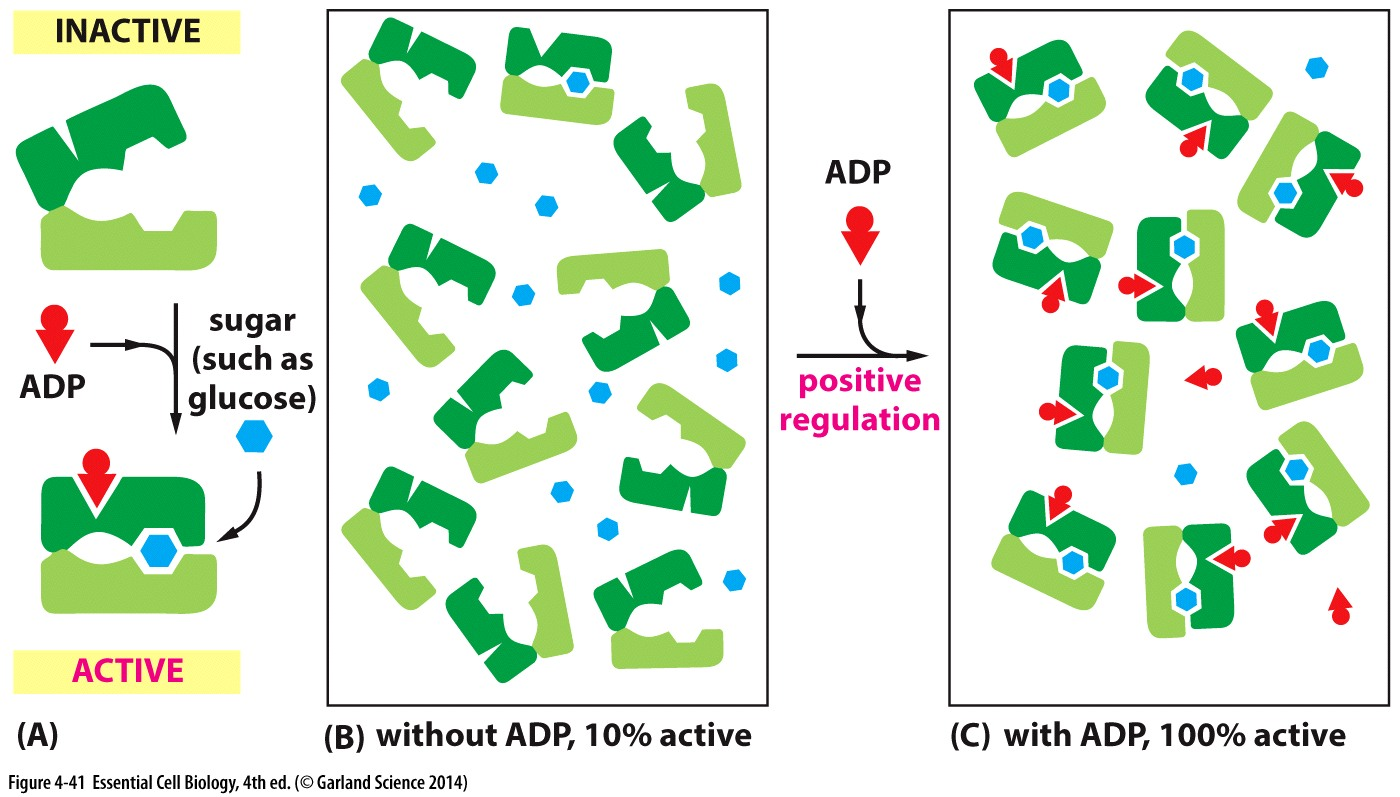 INACTIVE
ADP
sugar
(such as
glucose)
ACTIVE
(A)
(B) without ADP, 10% active
ADP
positive
regulation
(C) with ADP, 100% active
Figure 4-41 Essential Cell Biology, 4th ed. (© Garland Science 2014)